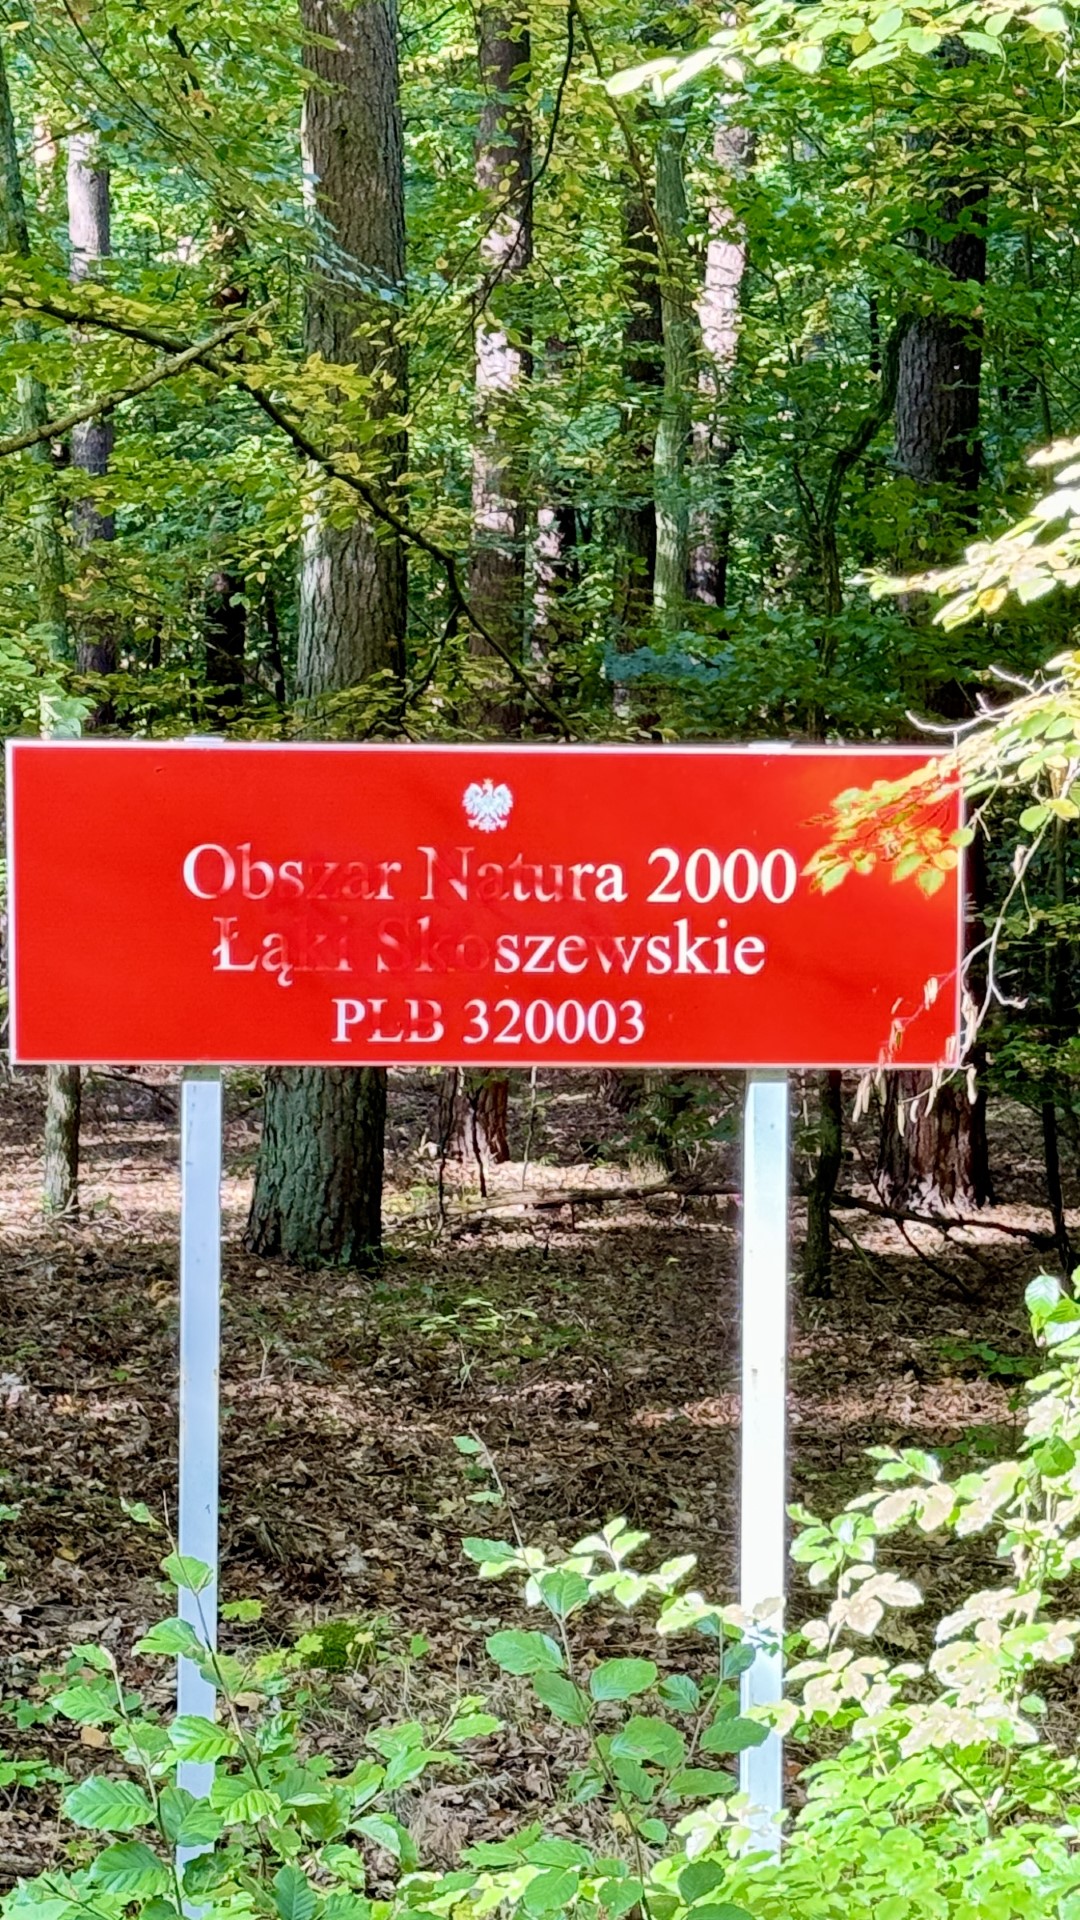 Obszar Natura 2000
Łąki Skoszewskie
PLB 320003